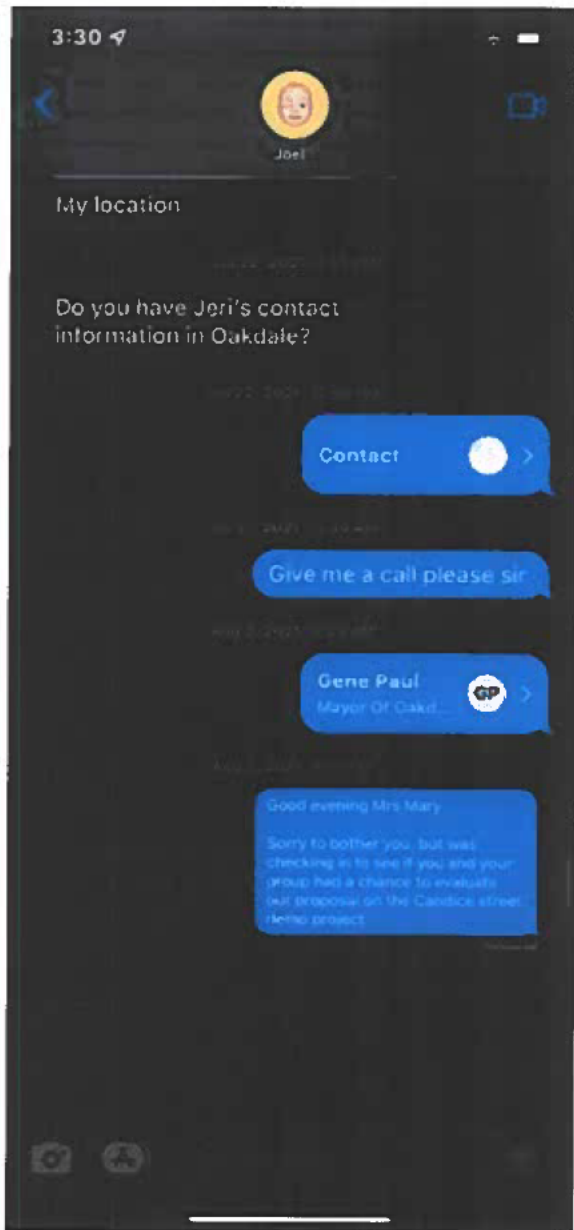 3:30
Joel
My location
Do you have Jeri's contact
information in Oakdale?
Contact
Give me a call please sir
Gene Paul
GP
Mayor Of Oakd...
Good evening Mrs Mary
Sorry to bother you, but was
checking in to see if you and your
group had a chance to evaluate
our proposal on the Candice street
demo project